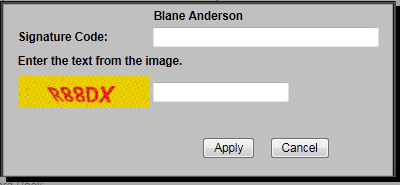 Blane Anderson
Signature Code:
Enter the text from the image.
R88DX
Apply Cancel